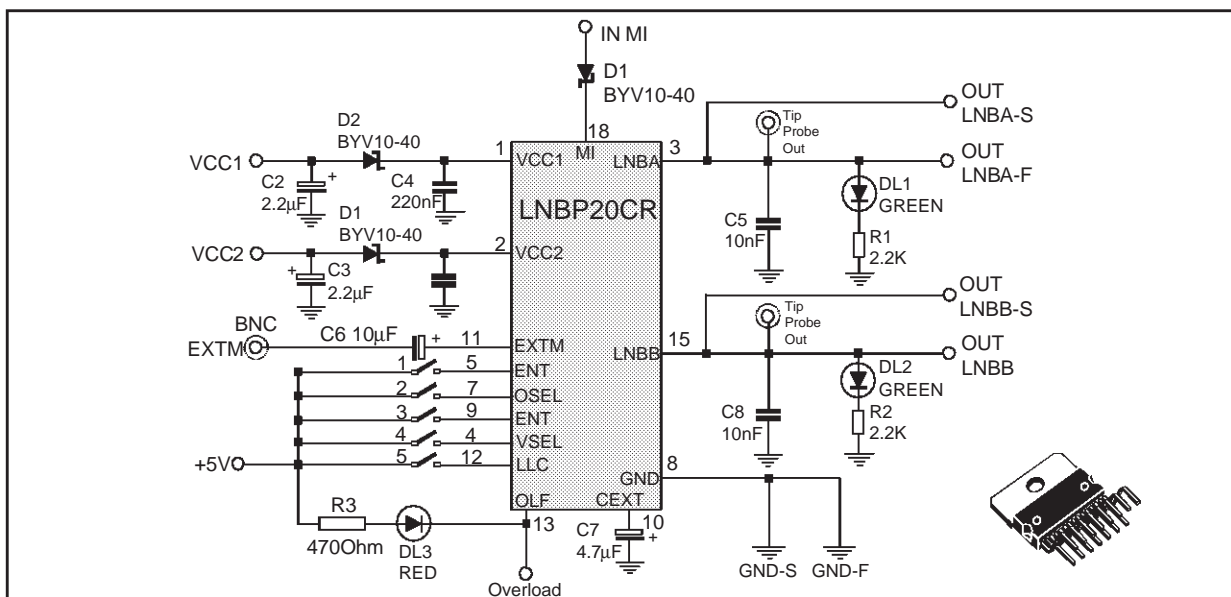 IN MI
D1
BYV10-40
OUT
LNBA-S
Tip
Probe
Out
D2
BYV10-40
18
MI
1
3
VCC1
VCC1
LNBA
OUT
LNBA-F
C2
2.2µF
+
C4
220nF
LNBP20CR
DL1
GREEN
C5
10nF
R1
2.2K
D1
BYV10-40
2
VCC2
VCC2
+
C3
2.2µF
OUT
LNBB-S
Tip
Probe
Out
BNC
EXTM
C6 10µF
+
11
EXTM
15
LNBB
OUT
LNBB
1
5
ENT
DL2
GREEN
2
7
OSEL
3
9
ENT
C8
10nF
R2
2.2K
4
4
VSEL
+5V
5
12
LLC
8
GND
OLF
CEXT
R3
470Ohm
DL3
RED
13
10
C7
4.7µF
+
GND-S
GND-F
Overload